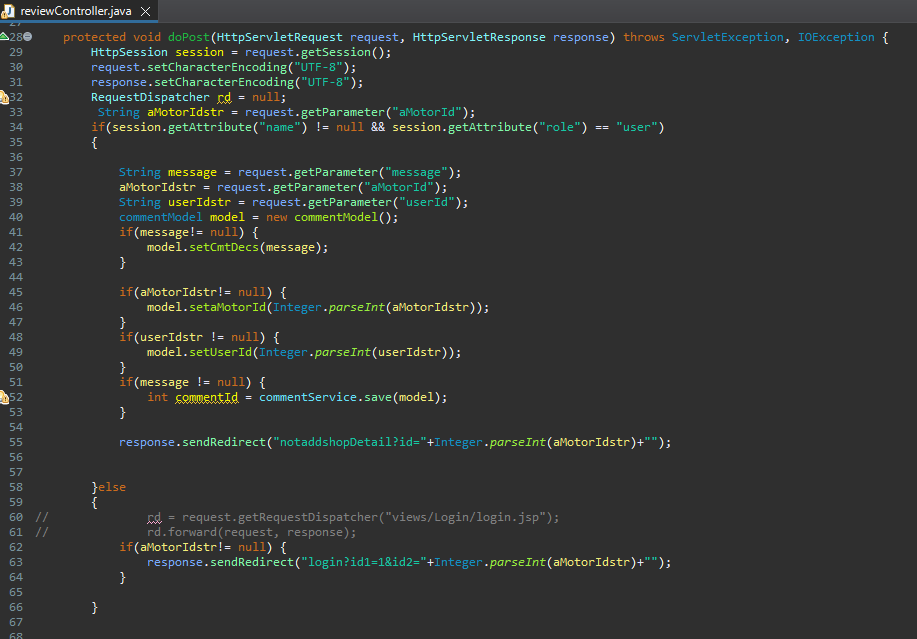 reviewController.java
27
28 protected void doPost(HttpServletRequest request, HttpServletResponse response) throws ServletException, IOException {
29 HttpSession session = request.getSession();
30 request.setCharacterEncoding("UTF-8");
31 response.setCharacterEncoding("UTF-8");
32 RequestDispatcher rd = null;
33 String aMotorIdstr = request.getParameter("aMotorId");
34 if(session.getAttribute("name") != null && session.getAttribute("role") == "user")
35 {
36
37 String message = request.getParameter("message");
38 aMotorIdstr = request.getParameter("aMotorId");
39 String userIdstr = request.getParameter("userId");
40 commentModel model = new commentModel();
41 if(message!= null) {
42 model.setCmtDecs(message);
43 }
44
45 if(aMotorIdstr!= null) {
46 model.setaMotorId(Integer.parseInt(aMotorIdstr));
47 }
48 if(userIdstr != null) {
49 model.setUserId(Integer.parseInt(userIdstr));
50 }
51 if(message != null) {
52 int commentId = commentService.save(model);
53 }
54
55 response.sendRedirect("notaddshopDetail?id="+Integer.parseInt(aMotorIdstr)+"");
56
57
58 }else
59 {
60 // rd = request.getRequestDispatcher("views/Login/login.jsp");
61 // rd.forward(request, response);
62 if(aMotorIdstr!= null) {
63 response.sendRedirect("login?id1=1&id2="+Integer.parseInt(aMotorIdstr)+"");
64 }
65
66 }
67
68